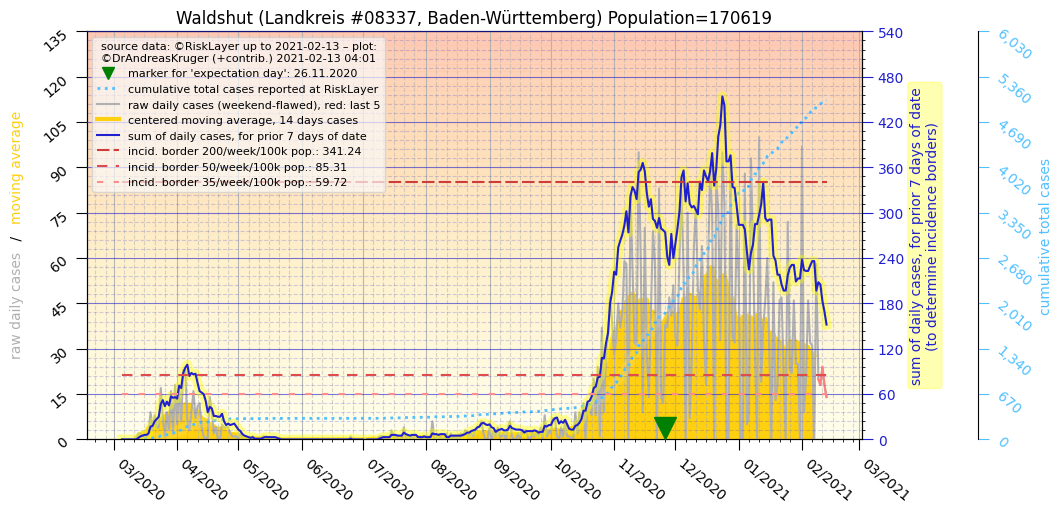 Waldshut (Landkreis #08337, Baden-Württemberg) Population=170619
source data: ©RiskLayer up to 2021-02-13 – plot:
©DrAndreasKruger (+contrib.) 2021-02-13 04:01
marker for 'expectation day': 26.11.2020
cumulative total cases reported at RiskLayer
raw daily cases (weekend-flawed), red: last 5
centered moving average, 14 days cases
sum of daily cases, for prior 7 days of date
incid. border 200/week/100k pop.: 341.24
incid. border 50/week/100k pop.: 85.31
incid. border 35/week/100k pop.: 59.72
raw daily cases / moving average
135
120
105
90
75
60
45
30
15
0
540
480
420
360
300
240
180
120
60
0
sum of daily cases, for prior 7 days of date
(to determine incidence borders)
6,030
5,360
4,690
4,020
3,350
2,680
2,010
1,340
670
0
cumulative total cases
03/2020
04/2020
05/2020
06/2020
07/2020
08/2020
09/2020
10/2020
11/2020
12/2020
01/2021
02/2021
03/2021